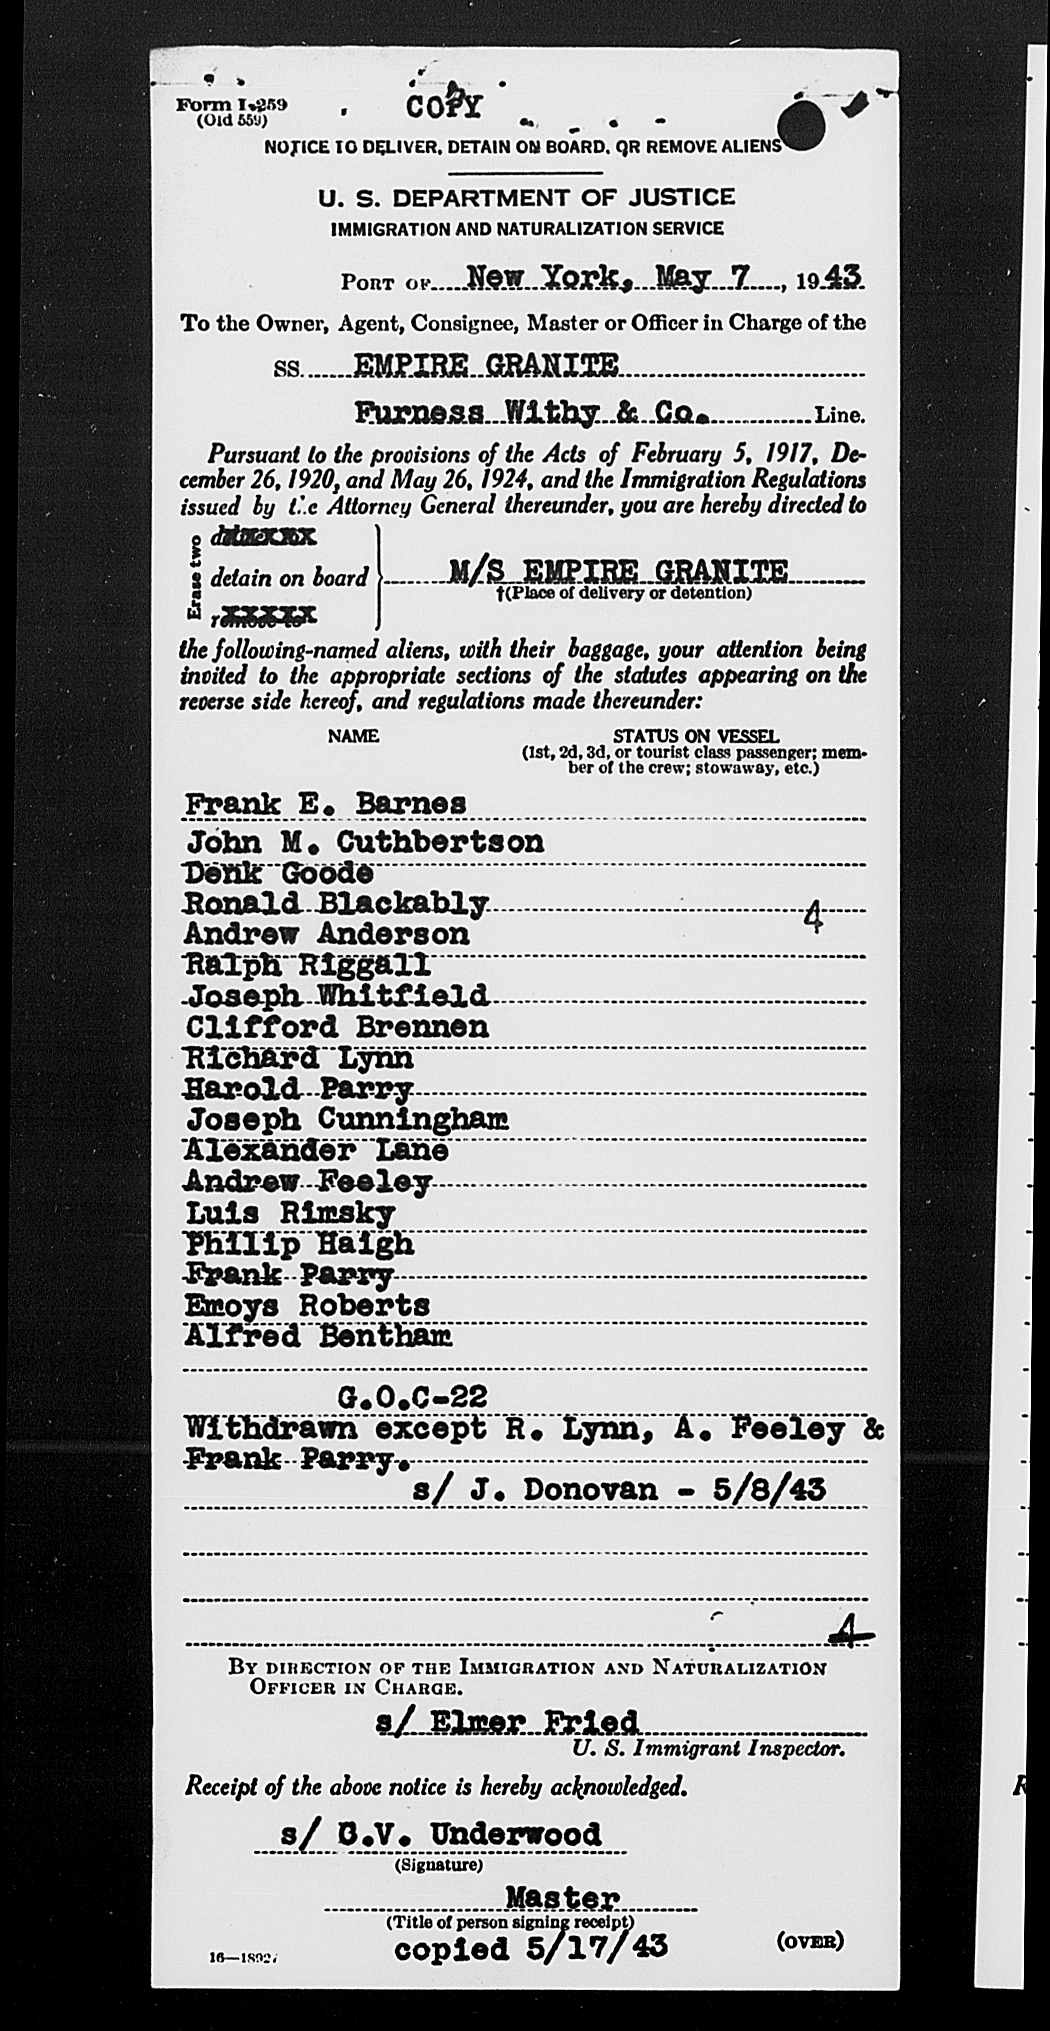 Form I-259
(Old 559)
COPY
NOTICE TO DELIVER, DETAIN ON BOARD, OR REMOVE ALIENS
U. S. DEPARTMENT OF JUSTICE
IMMIGRATION AND NATURALIZATION SERVICE
PORT OF New York, May 7, 1943
To the Owner, Agent, Consignee, Master or Officer in Charge of the
SS. EMPIRE GRANITE
Furness Withy & Co. Line.
Pursuant to the provisions of the Acts of February 5, 1917, De-
cember 26, 1920, and May 26, 1924, and the Immigration Regulations
issued by the Attorney General thereunder, you are hereby directed to
Erase two
detain on board
M/S EMPIRE GRANITE
†(Place of delivery or detention)
the following-named aliens, with their baggage, your attention being
invited to the appropriate sections of the statutes appearing on the
reverse side hereof, and regulations made thereunder:
NAME STATUS ON VESSEL
(1st, 2d, 3d, or tourist class passenger; mem-
ber of the crew; stowaway, etc.)
Frank E. Barnes
John M. Cuthbertson
Denk Goode
Ronald Blackably
4
Andrew Anderson
Ralph Riggall
Joseph Whitfield
Clifford Brennen
Richard Lynn
Harold Parry
Joseph Cunningham
Alexander Lane
Andrew Feeley
Luis Rimsky
Philip Haigh
Frank Parry
Emoys Roberts
Alfred Bentham
G.O.C-22
Withdrawn except R. Lynn, A. Feeley &
Frank Parry.
s/ J. Donovan - 5/8/43
4
BY DIRECTION OF THE IMMIGRATION AND NATURALIZATION
OFFICER IN CHARGE.
s/ Elmer Fried
U. S. Immigrant Inspector.
Receipt of the above notice is hereby acknowledged.
s/ G.V. Underwood
(Signature)
Master
(Title of person signing receipt)
copied 5/17/43
(OVER)